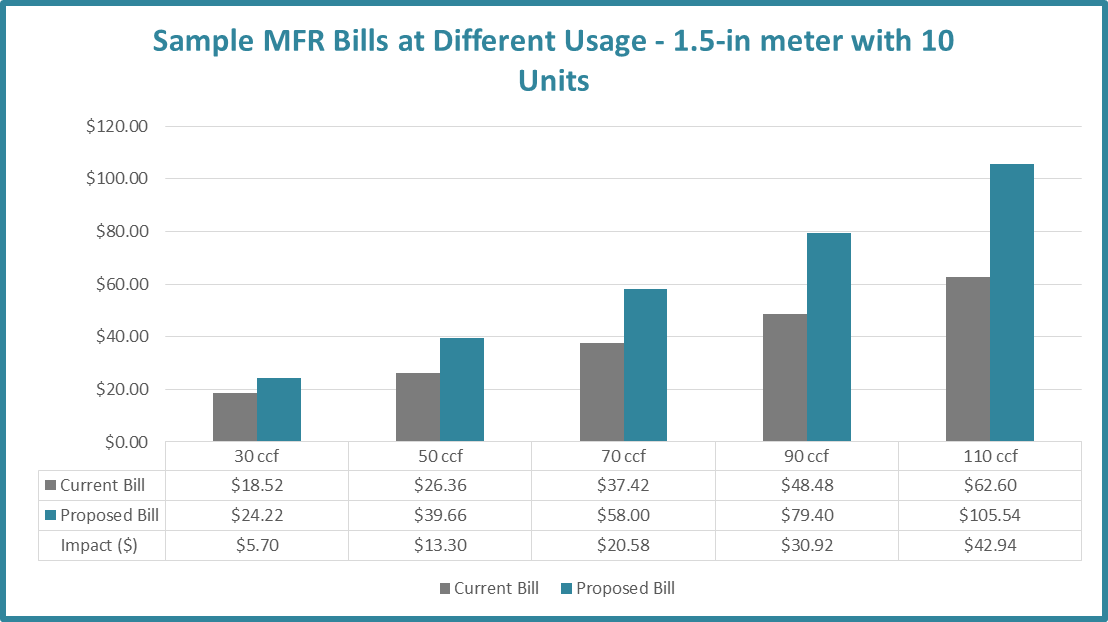 Sample MFR Bills at Different Usage - 1.5-in meter with 10
Units
$120.00
$100.00
$80.00
$60.00
$40.00
$20.00
$0.00
30 ccf 50 ccf 70 ccf 90 ccf 110 ccf
Current Bill $18.52 $26.36 $37.42 $48.48 $62.60
Proposed Bill $24.22 $39.66 $58.00 $79.40 $105.54
Impact ($) $5.70 $13.30 $20.58 $30.92 $42.94
Current Bill Proposed Bill